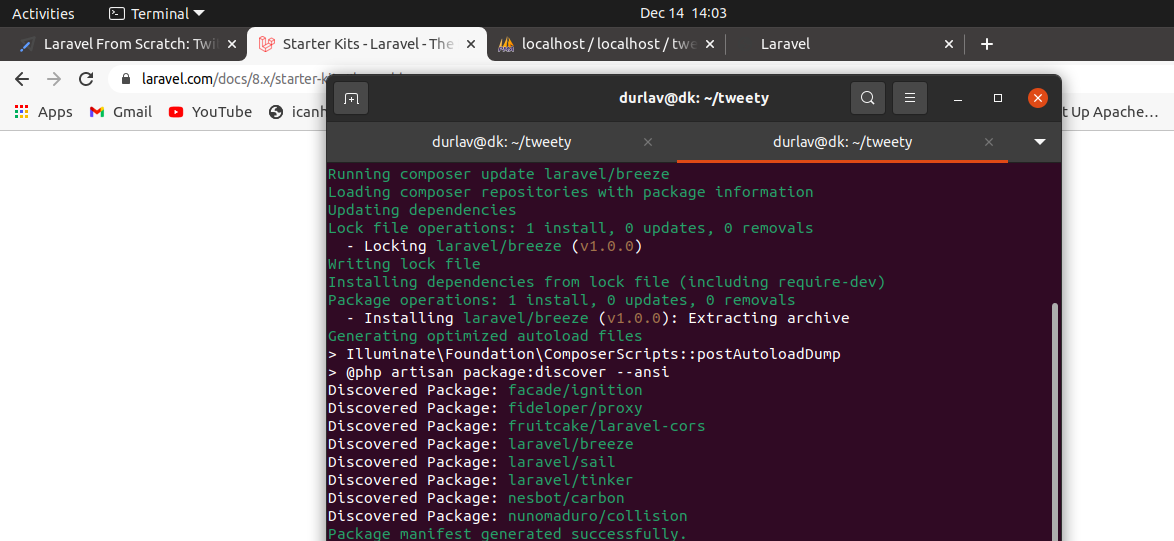 Activities Terminal Dec 14 14:03
Laravel From Scratch: Twi Starter Kits - Laravel - The localhost / localhost / twe Laravel
laravel.com/docs/8.x/starter-
Apps Gmail YouTube icanh t Up Apache…
durlav@dk: ~/tweety
durlav@dk: ~/tweety durlav@dk: ~/tweety
Running composer update laravel/breeze
Loading composer repositories with package information
Updating dependencies
Lock file operations: 1 install, 0 updates, 0 removals
- Locking laravel/breeze (v1.0.0)
Writing lock file
Installing dependencies from lock file (including require-dev)
Package operations: 1 install, 0 updates, 0 removals
- Installing laravel/breeze (v1.0.0): Extracting archive
Generating optimized autoload files
> Illuminate\Foundation\ComposerScripts::postAutoloadDump
> @php artisan package:discover --ansi
Discovered Package: facade/ignition
Discovered Package: fideloper/proxy
Discovered Package: fruitcake/laravel-cors
Discovered Package: laravel/breeze
Discovered Package: laravel/sail
Discovered Package: laravel/tinker
Discovered Package: nesbot/carbon
Discovered Package: nunomaduro/collision
Package manifest generated successfully.